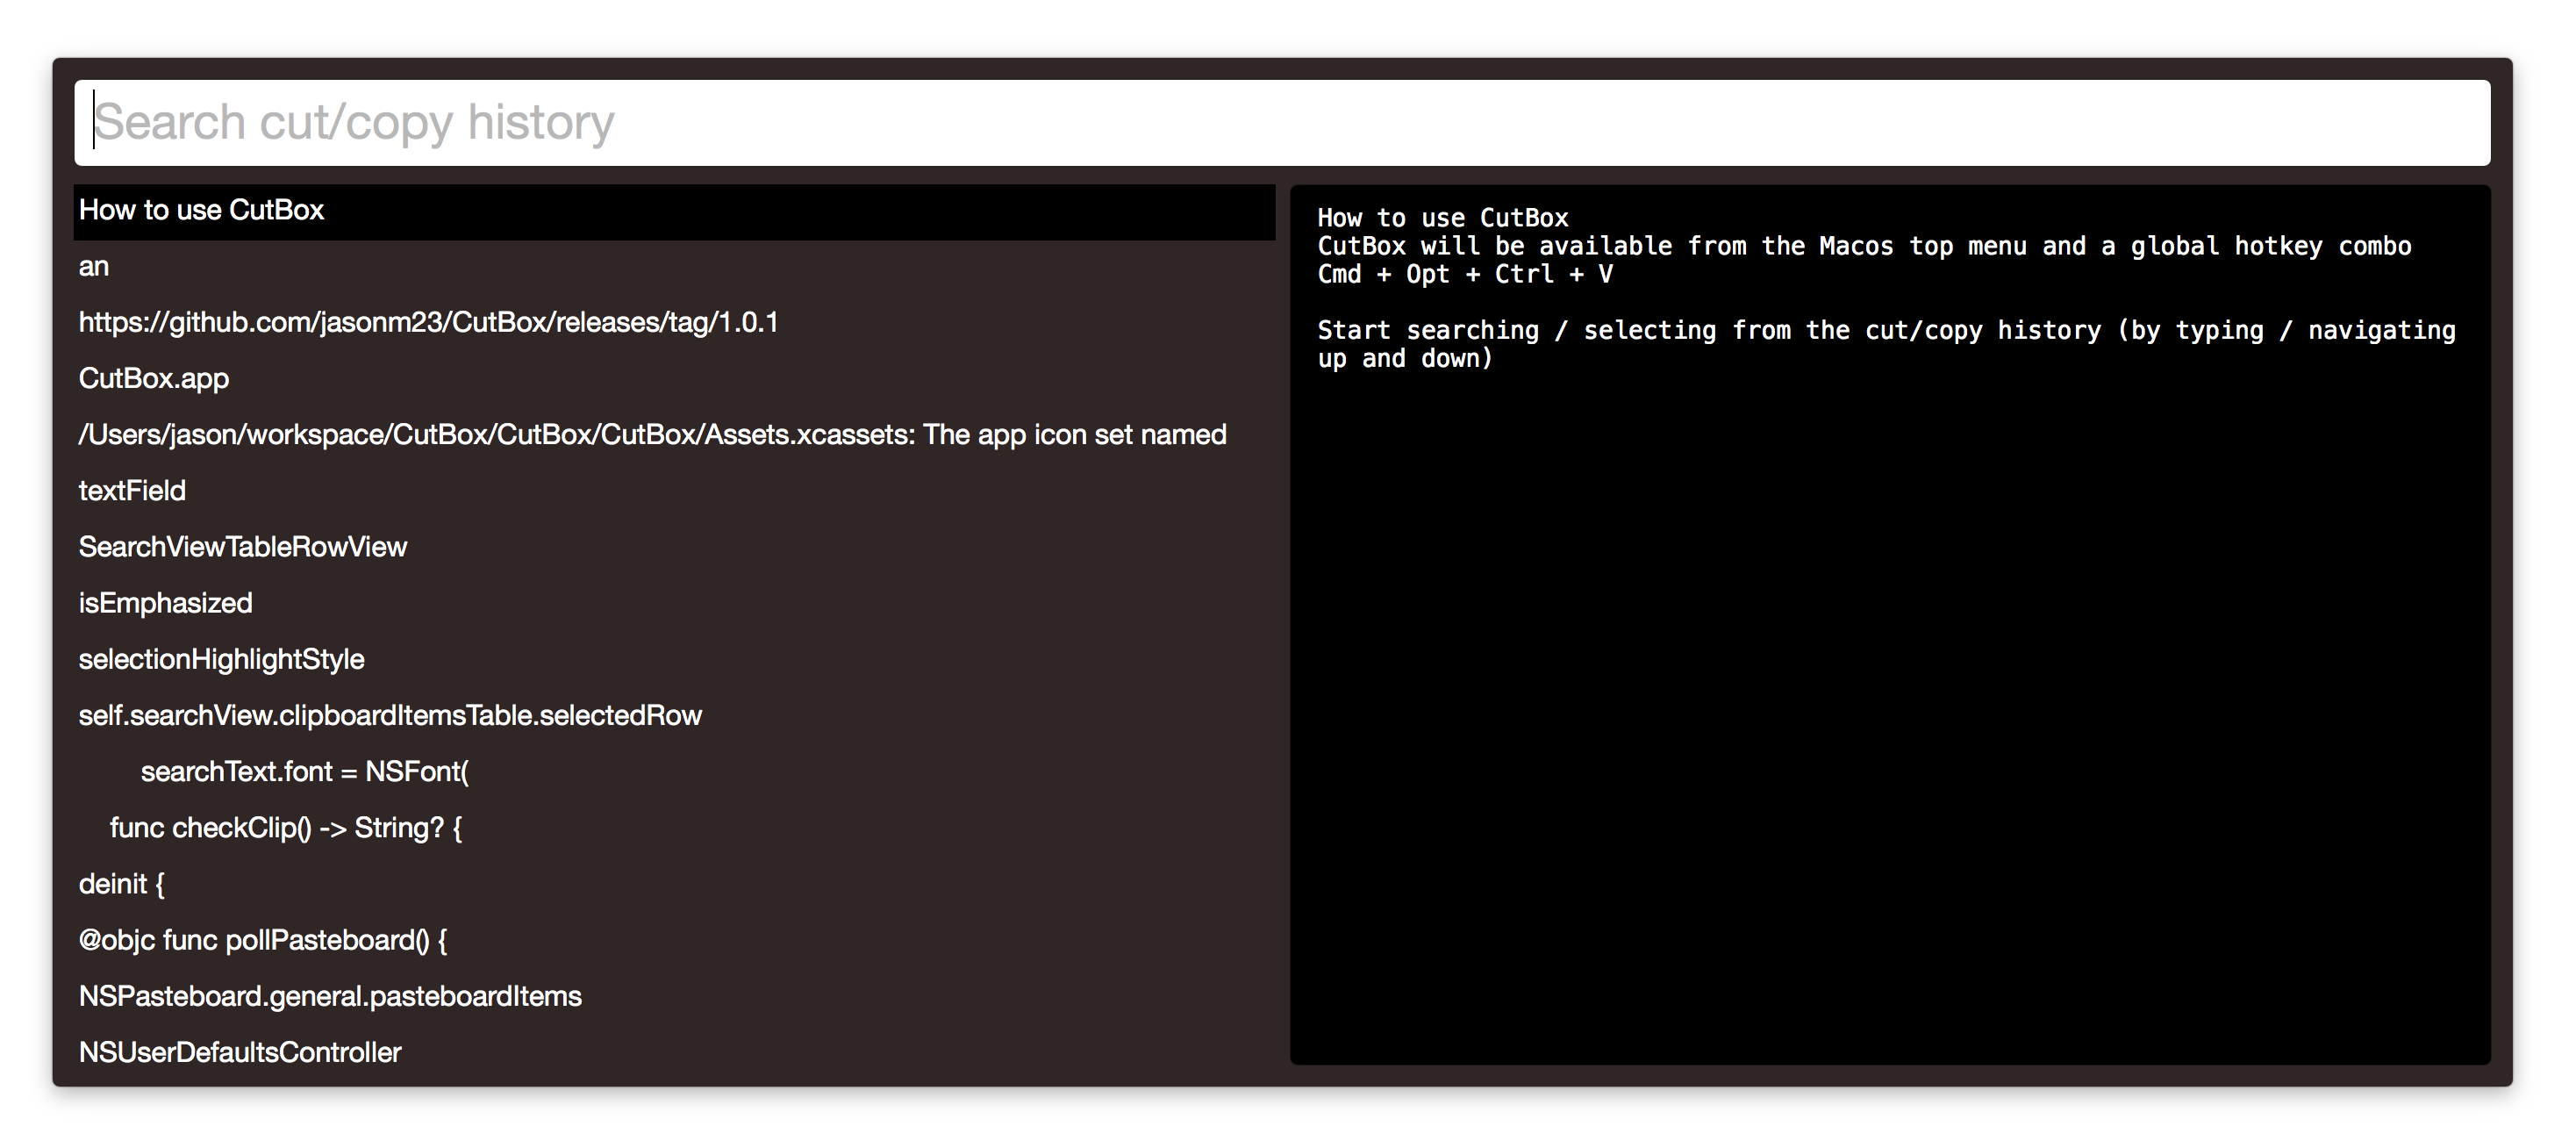 Search cut/copy history
How to use CutBox
an
https://github.com/jasonm23/CutBox/releases/tag/1.0.1
CutBox.app
/Users/jason/workspace/CutBox/CutBox/CutBox/Assets.xcassets: The app icon set named
textField
SearchViewTableRowView
isEmphasized
selectionHighlightStyle
self.searchView.clipboardItemsTable.selectedRow
        searchText.font = NSFont(
    func checkClip() -> String? {
deinit {
@objc func pollPasteboard() {
NSPasteboard.general.pasteboardItems
NSUserDefaultsController
How to use CutBox
CutBox will be available from the Macos top menu and a global hotkey combo
Cmd + Opt + Ctrl + V
Start searching / selecting from the cut/copy history (by typing / navigating
up and down)